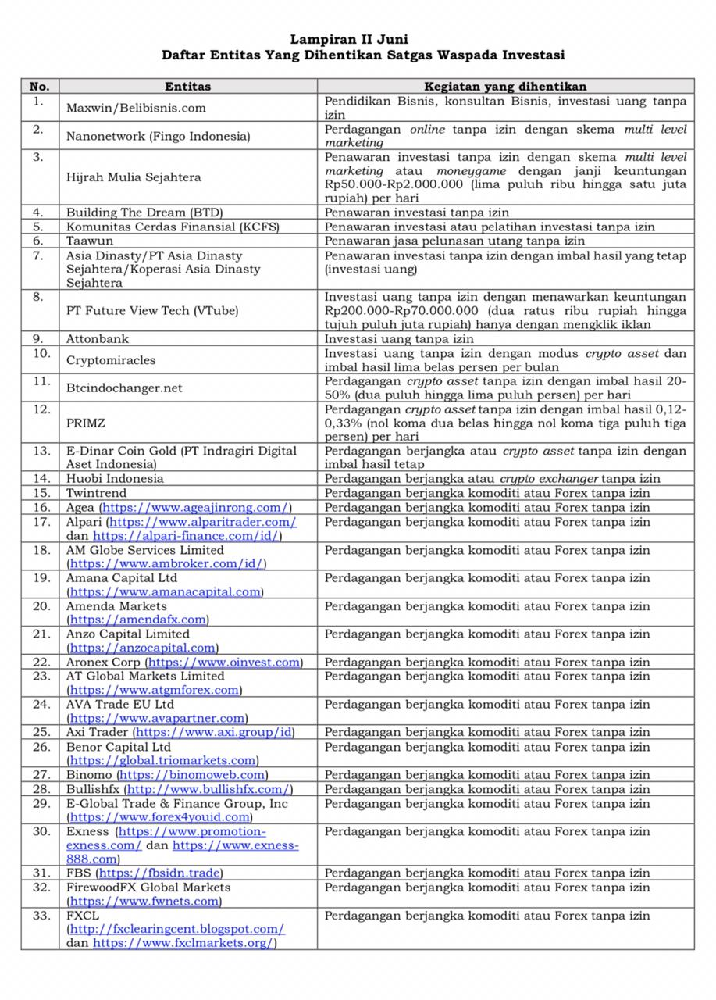 Lampiran II Juni
Daftar Entitas Yang Dihentikan Satgas Waspada Investasi
No. Entitas Kegiatan yang dihentikan
1. Maxwin/Belibisnis.com Pendidikan Bisnis, konsultan Bisnis, investasi uang tanpa
izin
2. Nanonetwork (Fingo Indonesia) Perdagangan online tanpa izin dengan skema multi level
marketing
3. Hijrah Mulia Sejahtera Penawaran investasi tanpa izin dengan skema multi level
marketing atau moneygame dengan janji keuntungan
Rp50.000-Rp2.000.000 (lima puluh ribu hingga satu juta
rupiah) per hari
4. Building The Dream (BTD) Penawaran investasi tanpa izin
5. Komunitas Cerdas Finansial (KCFS) Penawaran investasi atau pelatihan investasi tanpa izin
6. Taawun Penawaran jasa pelunasan utang tanpa izin
7. Asia Dinasty/PT Asia Dinasty Penawaran investasi tanpa izin dengan imbal hasil yang tetap
Sejahtera/Koperasi Asia Dinasty (investasi uang)
Sejahtera
8. PT Future View Tech (VTube) Investasi uang tanpa izin dengan menawarkan keuntungan
Rp200.000-Rp70.000.000 (dua ratus ribu rupiah hingga
tujuh puluh juta rupiah) hanya dengan mengklik iklan
9. Attonbank Investasi uang tanpa izin
10. Cryptomiracles Investasi uang tanpa izin dengan modus crypto asset dan
imbal hasil lima belas persen per bulan
11. Btcindochanger.net Perdagangan crypto asset tanpa izin dengan imbal hasil 20-
50% (dua puluh hingga lima puluh persen) per hari
12. PRIMZ Perdagangan crypto asset tanpa izin dengan imbal hasil 0,12-
0,33% (nol koma dua belas hingga nol koma tiga puluh tiga
persen) per hari
13. E-Dinar Coin Gold (PT Indragiri Digital Perdagangan berjangka atau crypto asset tanpa izin dengan
Aset Indonesia) imbal hasil tetap
14. Huobi Indonesia Perdagangan berjangka atau crypto exchanger tanpa izin
15. Twintrend Perdagangan berjangka komoditi atau Forex tanpa izin
16. Agea (https://www.ageajinrong.com/) Perdagangan berjangka komoditi atau Forex tanpa izin
17. Alpari (https://www.alparitrader.com/ Perdagangan berjangka komoditi atau Forex tanpa izin
dan https://alpari-finance.com/id/)
18. AM Globe Services Limited Perdagangan berjangka komoditi atau Forex tanpa izin
(https://www.ambroker.com/id/)
19. Amana Capital Ltd Perdagangan berjangka komoditi atau Forex tanpa izin
(https://www.amanacapital.com)
20. Amenda Markets Perdagangan berjangka komoditi atau Forex tanpa izin
(https://amendafx.com)
21. Anzo Capital Limited Perdagangan berjangka komoditi atau Forex tanpa izin
(https://anzocapital.com)
22. Aronex Corp (https://www.oinvest.com) Perdagangan berjangka komoditi atau Forex tanpa izin
23. AT Global Markets Limited Perdagangan berjangka komoditi atau Forex tanpa izin
(https://www.atgmforex.com)
24. AVA Trade EU Ltd Perdagangan berjangka komoditi atau Forex tanpa izin
(https://www.avapartner.com)
25. Axi Trader (https://www.axi.group/id) Perdagangan berjangka komoditi atau Forex tanpa izin
26. Benor Capital Ltd Perdagangan berjangka komoditi atau Forex tanpa izin
(https://global.triomarkets.com)
27. Binomo (https://binomoweb.com) Perdagangan berjangka komoditi atau Forex tanpa izin
28. Bullishfx (http://www.bullishfx.com/) Perdagangan berjangka komoditi atau Forex tanpa izin
29. E-Global Trade & Finance Group, Inc Perdagangan berjangka komoditi atau Forex tanpa izin
(https://www.forex4youid.com)
30. Exness (https://www.promotion- Perdagangan berjangka komoditi atau Forex tanpa izin
exness.com/ dan https://www.exness-
888.com)
31. FBS (https://fbsidn.trade) Perdagangan berjangka komoditi atau Forex tanpa izin
32. FirewoodFX Global Markets Perdagangan berjangka komoditi atau Forex tanpa izin
(https://www.fwnets.com)
33. FXCL Perdagangan berjangka komoditi atau Forex tanpa izin
(http://fxclearingcent.blogspot.com/
dan https://www.fxclmarkets.org/)